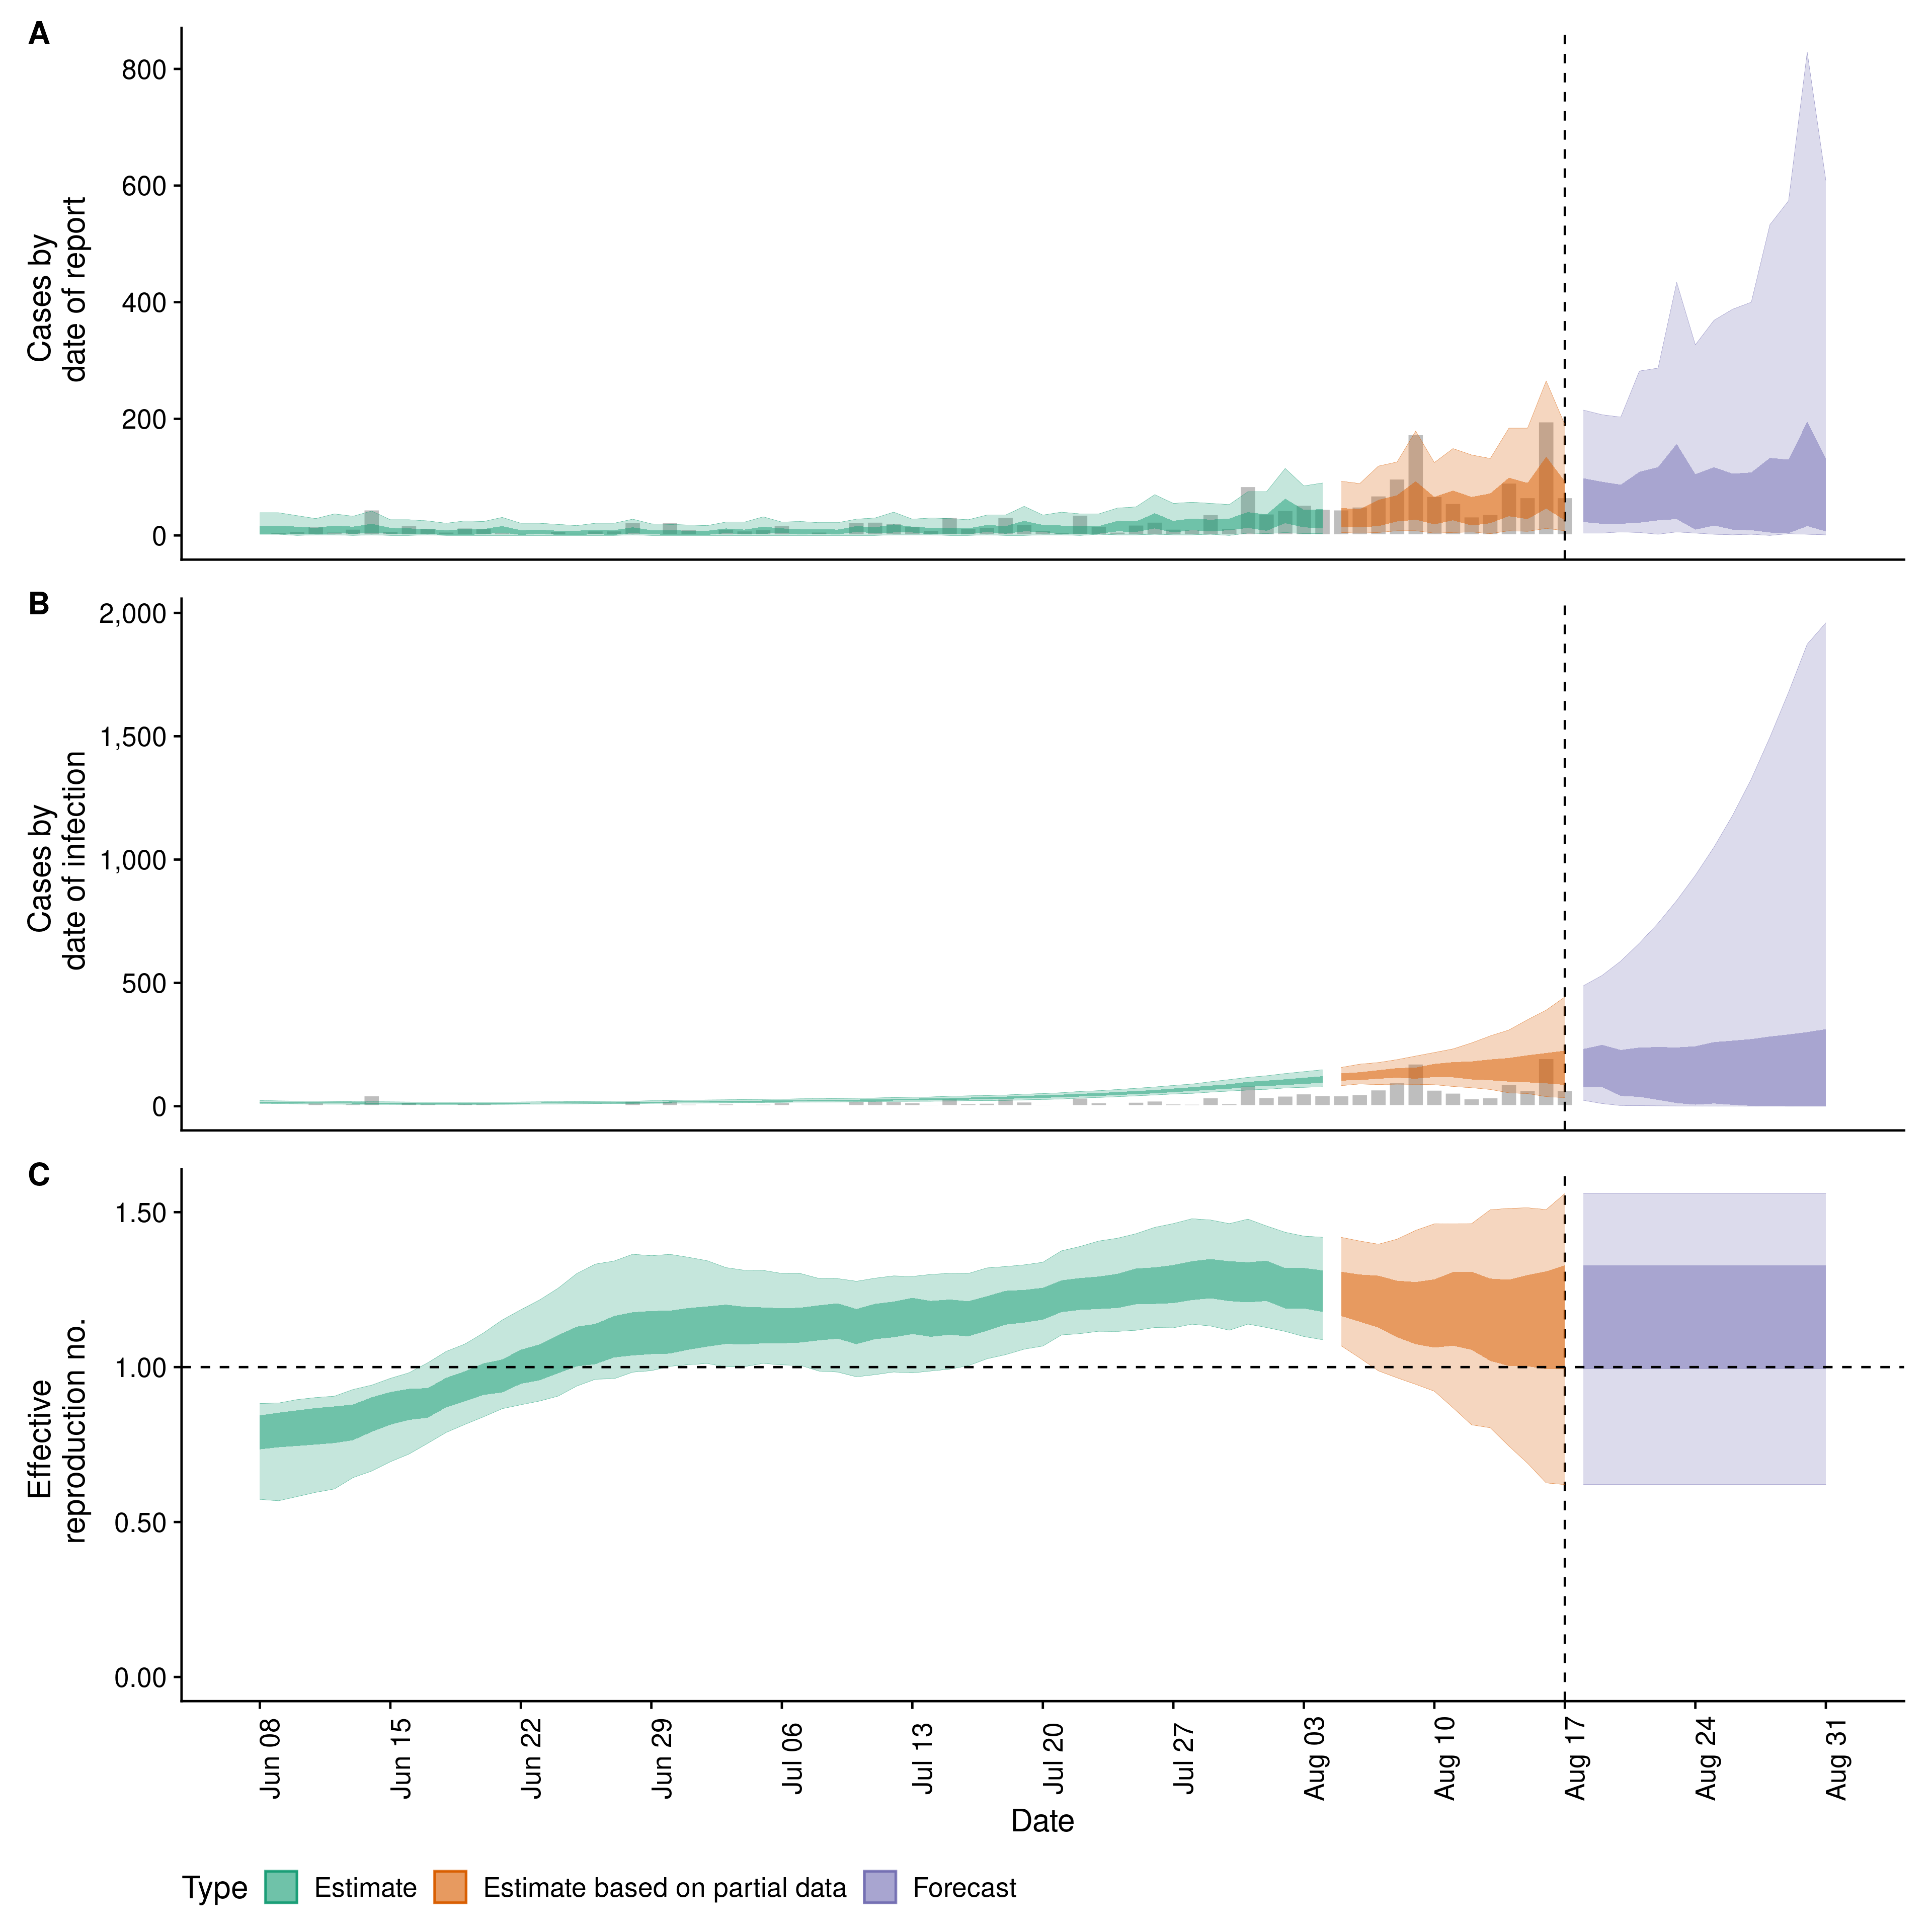 A
Cases by
date of report
800
600
400
200
0
B
Cases by
date of infection
2,000
1,500
1,000
500
0
C
Effective
reproduction no.
1.50
1.00
0.50
0.00
Jun 08
Jun 15
Jun 22
Jun 29
Jul 06
Jul 13
Jul 20
Jul 27
Aug 03
Aug 10
Aug 17
Aug 24
Aug 31
Date
Type Estimate Estimate based on partial data Forecast